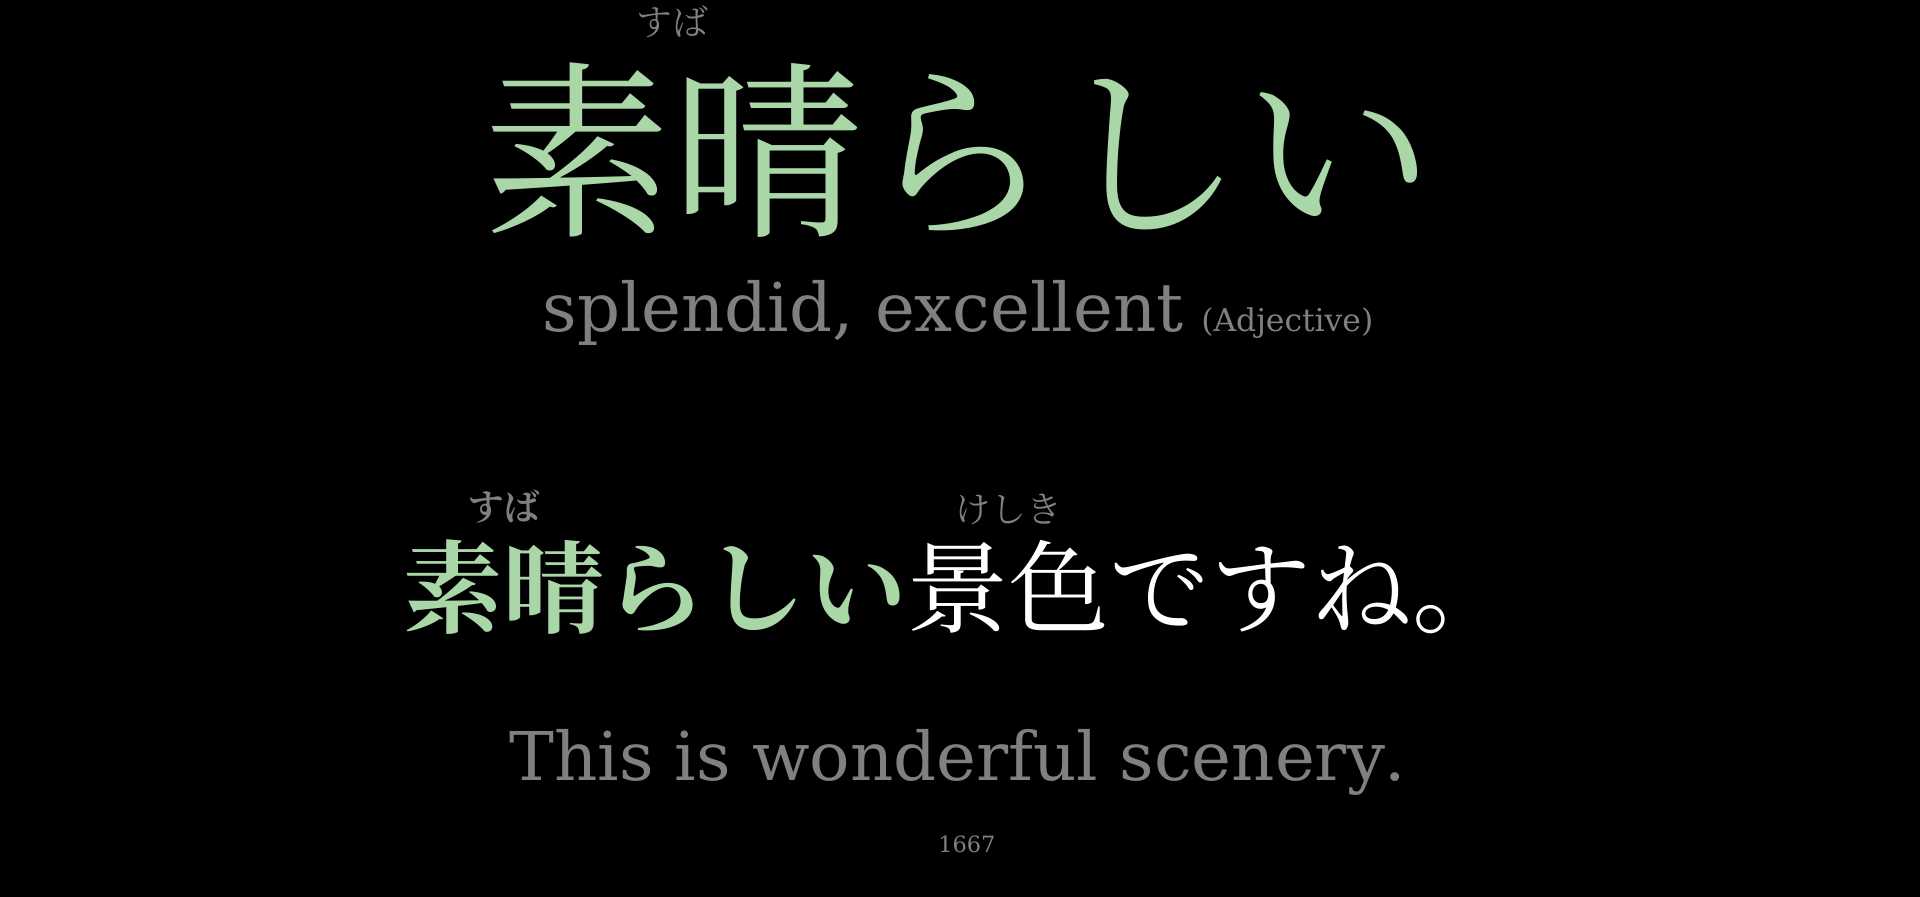 すば
素晴らしい
splendid, excellent (Adjective)
すば けしき
素晴らしい景色ですね。
This is wonderful scenery.
1667